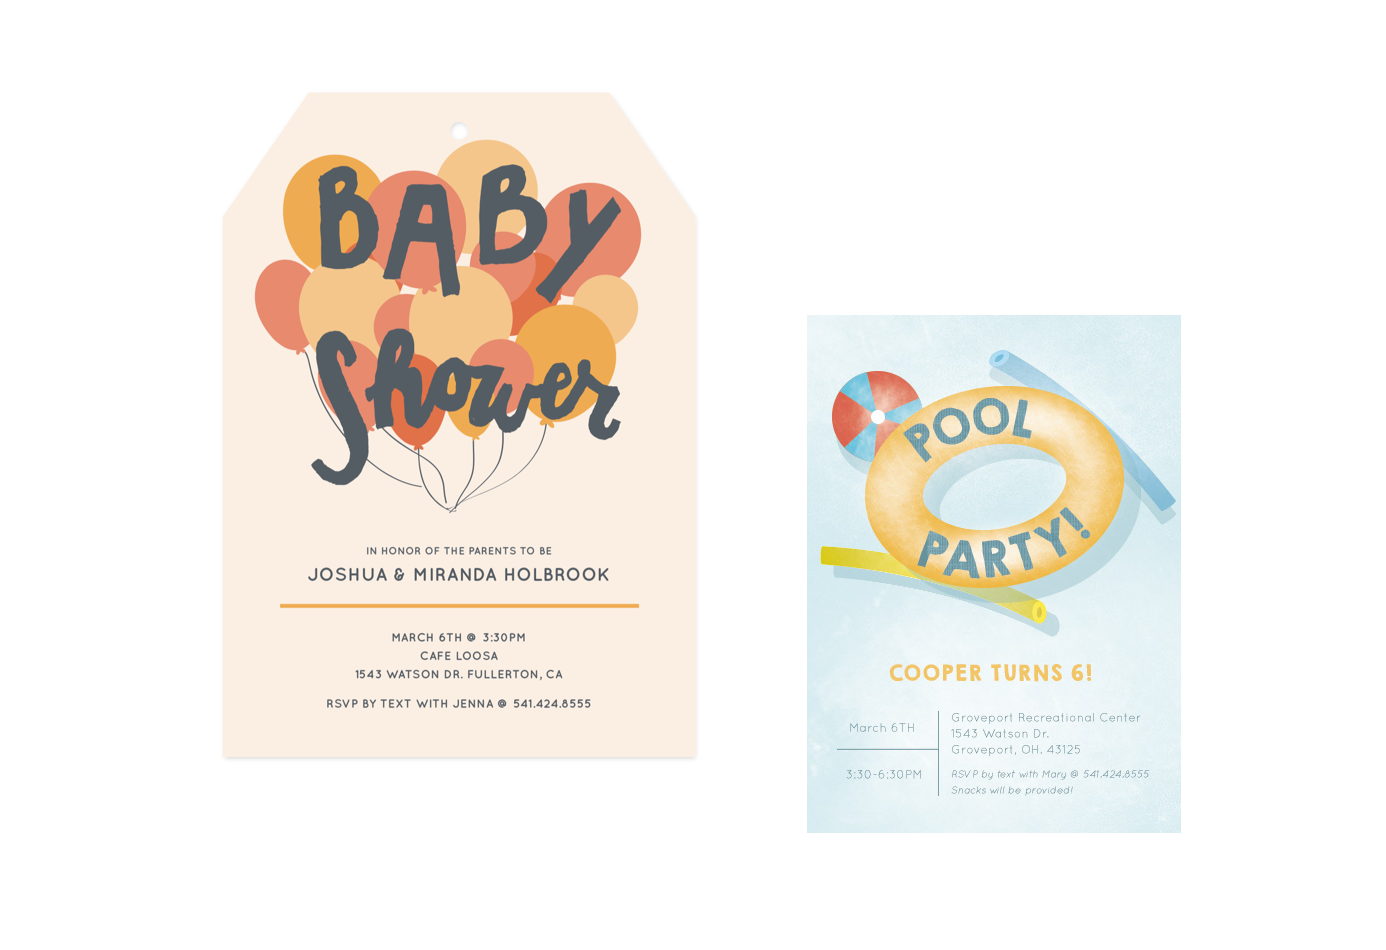 BABY
Shower
IN HONOR OF THE PARENTS TO BE
JOSHUA & MIRANDA HOLBROOK
MARCH 6TH @ 3:30PM
CAFE LOOSA
1543 WATSON DR. FULLERTON, CA
RSVP BY TEXT WITH JENNA @ 541.424.8555
POOL
PARTY!
COOPER TURNS 6!
March 6TH
3:30-6:30PM
Groveport Recreational Center
1543 Watson Dr.
Groveport, OH. 43125
RSVP by text with Mary @ 541.424.8555
Snacks will be provided!